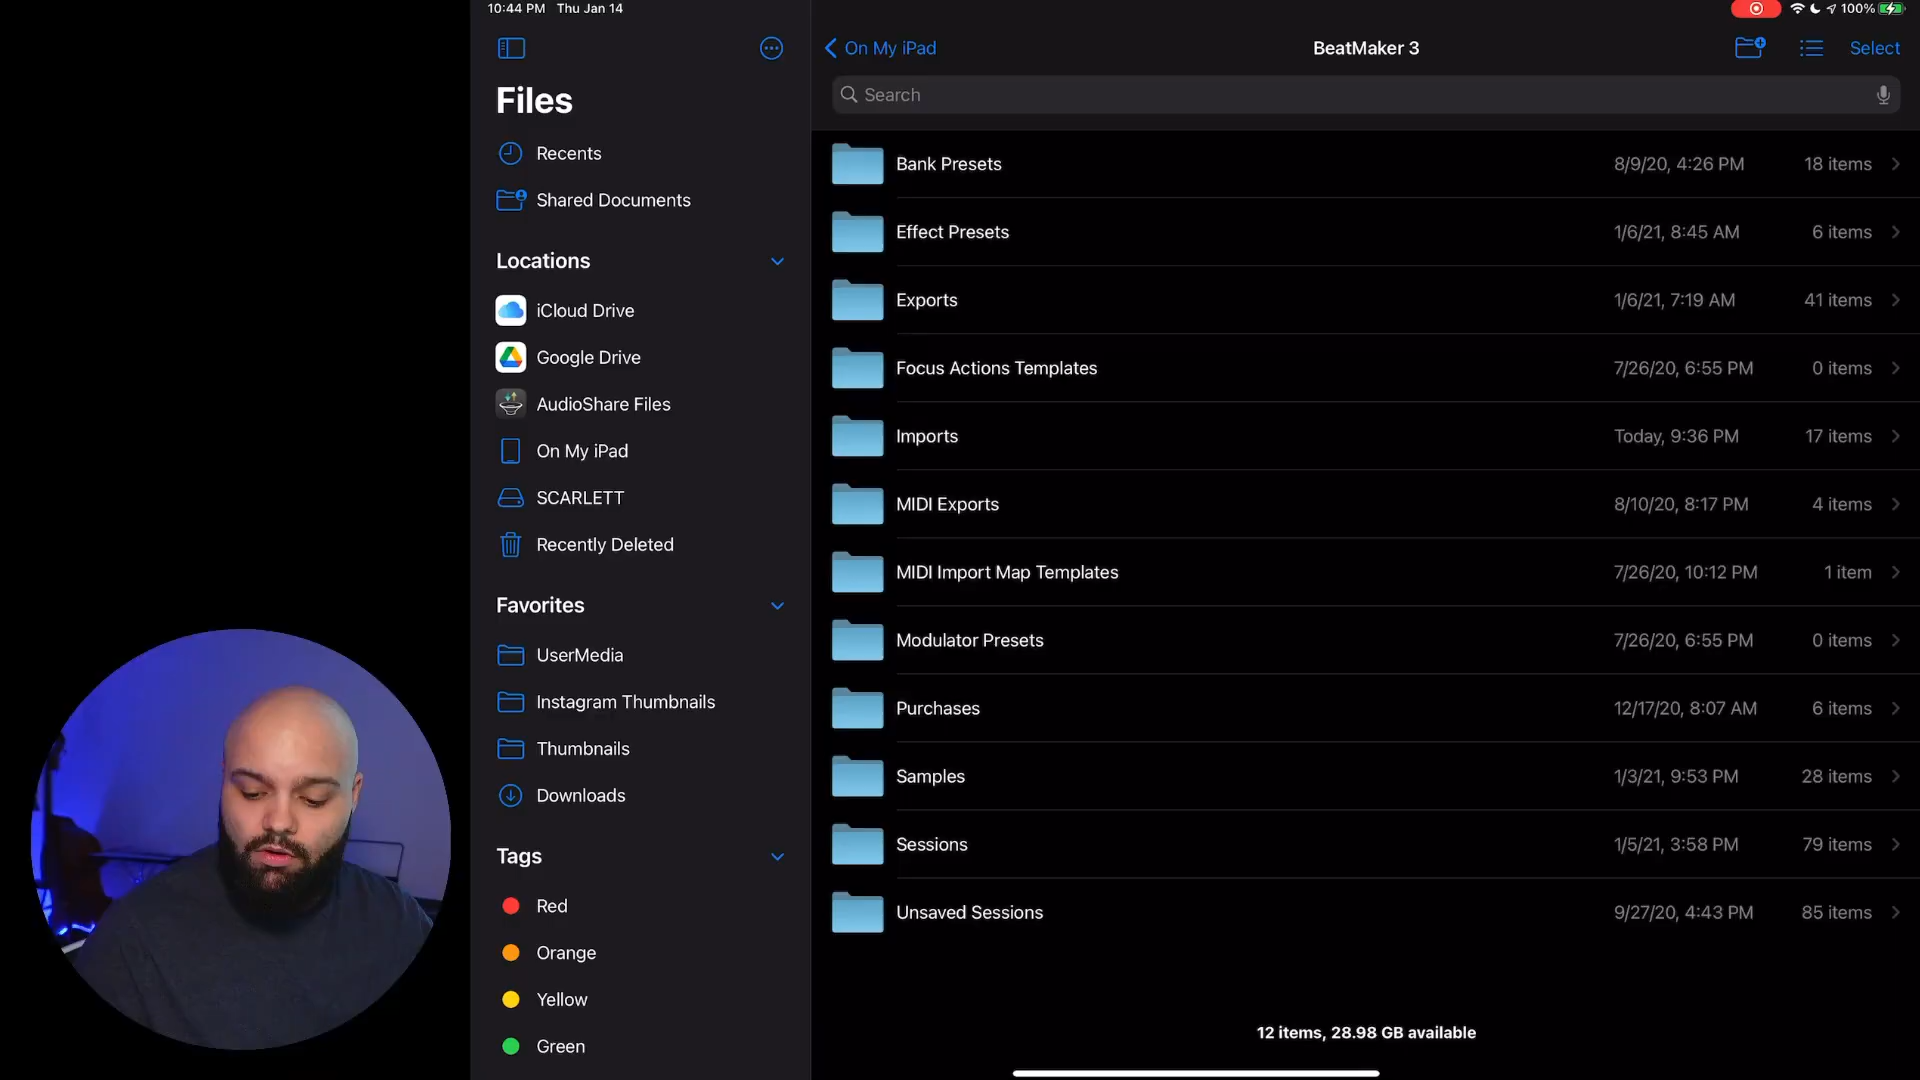 10:44 PM Thu Jan 14
100%
Files
Recents
Shared Documents
Locations
iCloud Drive
Google Drive
AudioShare Files
On My iPad
SCARLETT
Recently Deleted
Favorites
UserMedia
Instagram Thumbnails
Thumbnails
Downloads
Tags
Red
Orange
Yellow
Green
On My iPad
BeatMaker 3
Select
Search
Bank Presets 8/9/20, 4:26 PM 18 items
Effect Presets 1/6/21, 8:45 AM 6 items
Exports 1/6/21, 7:19 AM 41 items
Focus Actions Templates 7/26/20, 6:55 PM 0 items
Imports Today, 9:36 PM 17 items
MIDI Exports 8/10/20, 8:17 PM 4 items
MIDI Import Map Templates 7/26/20, 10:12 PM 1 item
Modulator Presets 7/26/20, 6:55 PM 0 items
Purchases 12/17/20, 8:07 AM 6 items
Samples 1/3/21, 9:53 PM 28 items
Sessions 1/5/21, 3:58 PM 79 items
Unsaved Sessions 9/27/20, 4:43 PM 85 items
12 items, 28.98 GB available